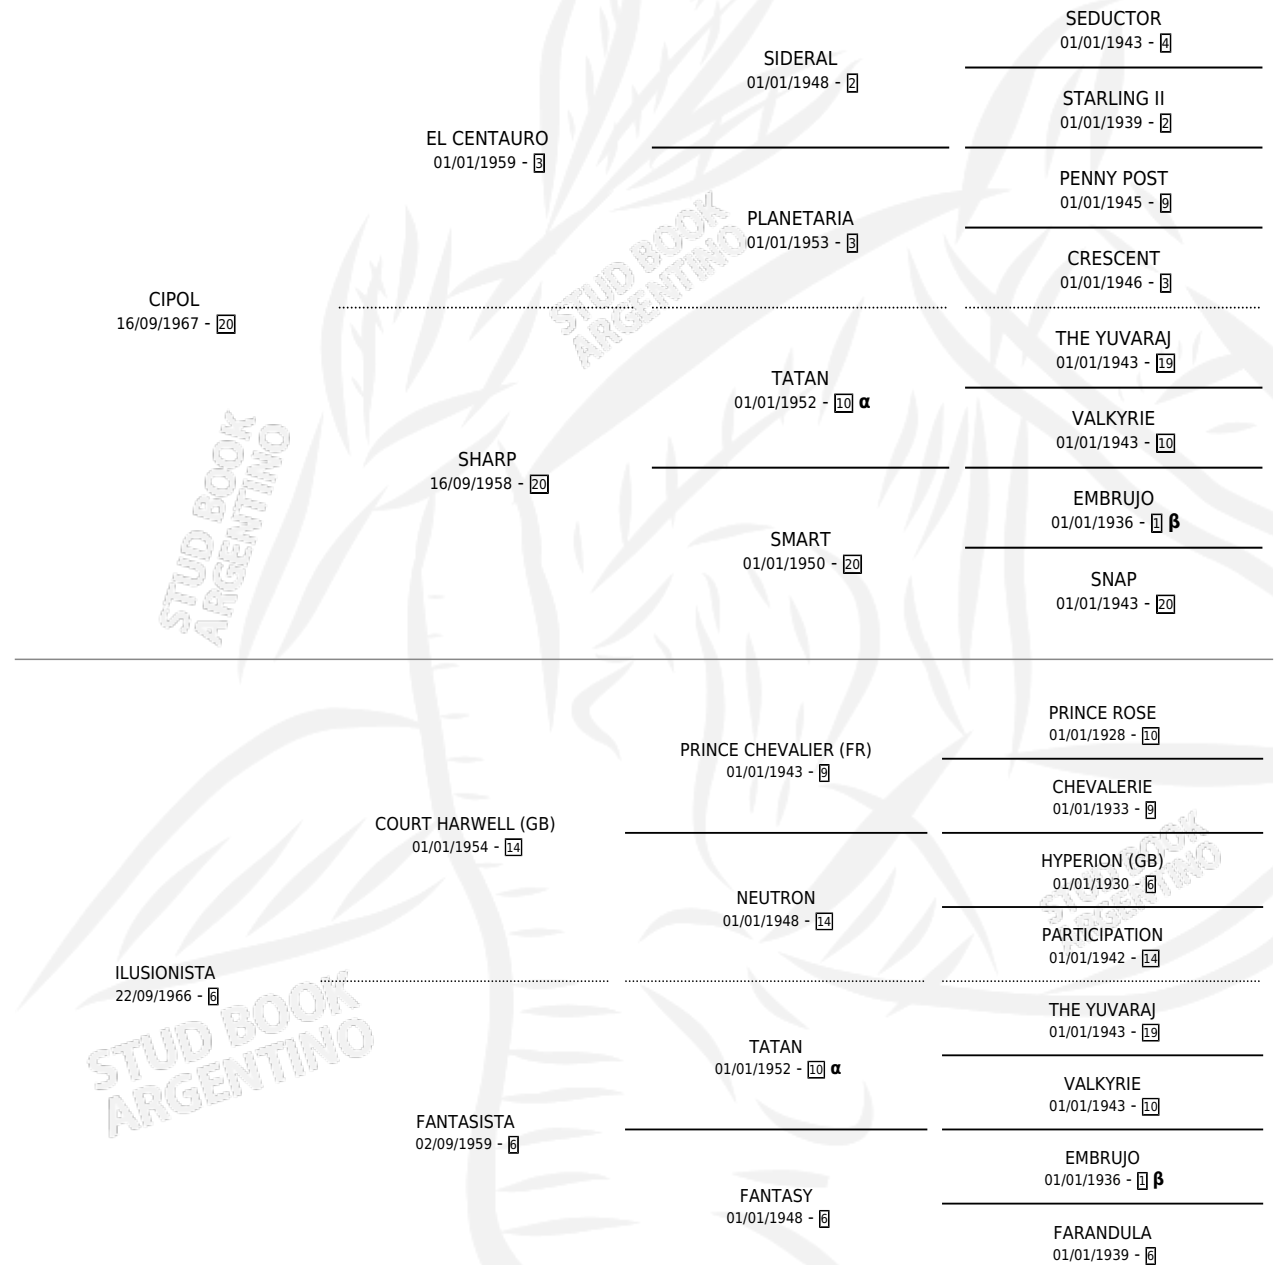 SEDUCTOR
01/01/1943 - 4
SIDERAL
01/01/1948 - 2
STARLING II
01/01/1939 - 2
EL CENTAURO
01/01/1959 - 3
PENNY POST
01/01/1945 - 9
PLANETARIA
01/01/1953 - 3
CRESCENT
01/01/1946 - 3
CIPOL
16/09/1967 - 20
THE YUVARAJ
01/01/1943 - 19
TATAN
01/01/1952 - 10 α
VALKYRIE
01/01/1943 - 10
SHARP
16/09/1958 - 20
EMBRUJO
01/01/1936 - 1 β
SMART
01/01/1950 - 20
SNAP
01/01/1943 - 20
PRINCE ROSE
01/01/1928 - 10
PRINCE CHEVALIER (FR)
01/01/1943 - 9
CHEVALERIE
01/01/1933 - 9
COURT HARWELL (GB)
01/01/1954 - 14
HYPERION (GB)
01/01/1930 - 6
NEUTRON
01/01/1948 - 14
PARTICIPATION
01/01/1942 - 14
ILUSIONISTA
22/09/1966 - 6
THE YUVARAJ
01/01/1943 - 19
TATAN
01/01/1952 - 10 α
VALKYRIE
01/01/1943 - 10
FANTASISTA
02/09/1959 - 6
EMBRUJO
01/01/1936 - 1 β
FANTASY
01/01/1948 - 6
FARANDULA
01/01/1939 - 6
STUD BOOK
ARGENTINO
STUD BOOK
ARGENTINO
STUD BOOK
ARGENTINO
STUD BOOK
ARGENTINO